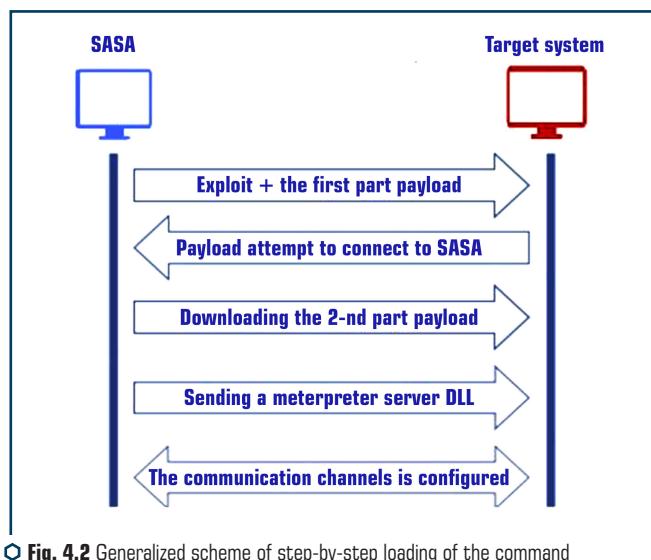 SASA
Target system
Exploit + the first part payload
Payload attempt to connect to SASA
Downloading the 2-nd part payload
Sending a meterpreter server DLL
The communication channels is configured
Fig. 4.2 Generalized scheme of step-by-step loading of the command